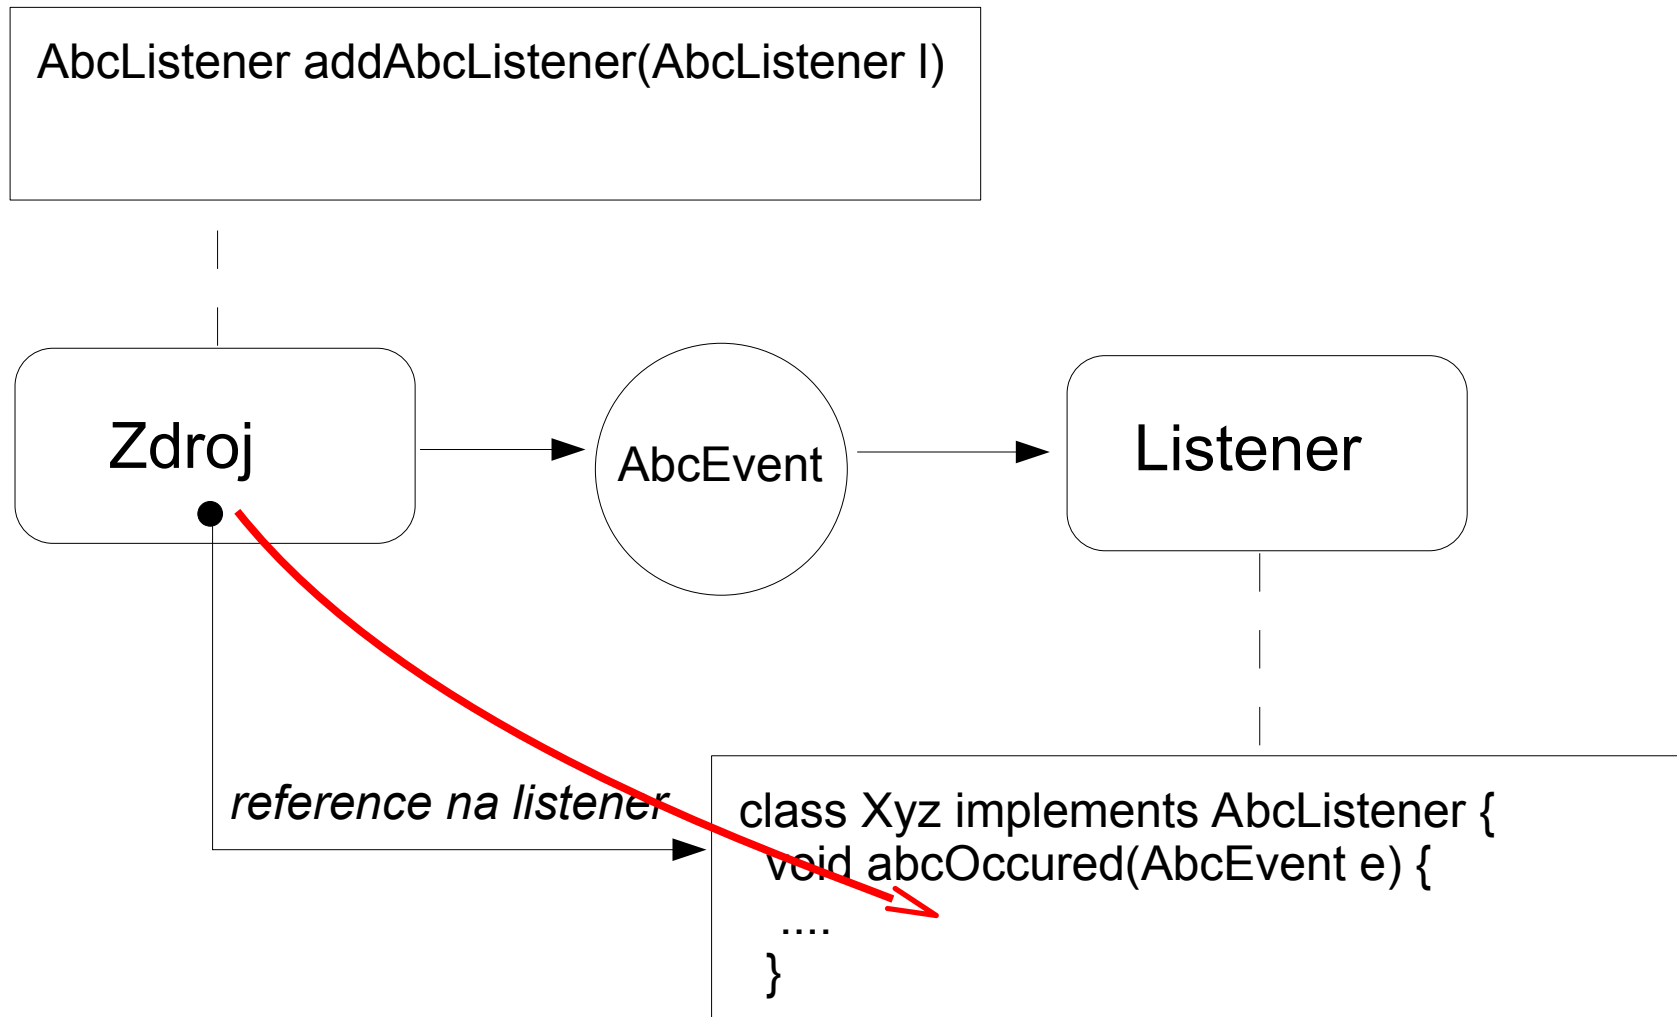 AbcListener addAbcListener(AbcListener l)
Zdroj
AbcEvent
Listener
reference na listener
class Xyz implements AbcListener {
void abcOccured(AbcEvent e) {
....
}